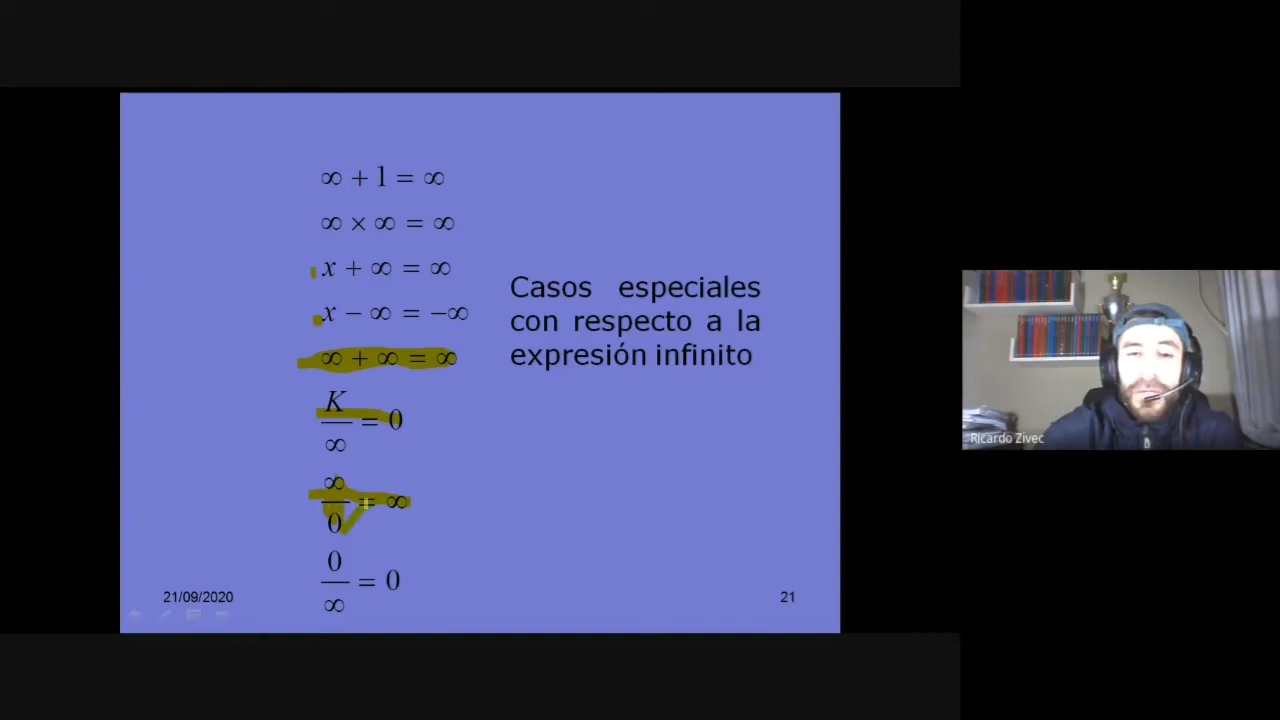 ∞ + 1 = ∞
∞ × ∞ = ∞
x + ∞ = ∞
x − ∞ = −∞
∞ + ∞ = ∞
K/∞ = 0
∞/0 = ∞
0/∞ = 0
Casos especiales
con respecto a la
expresión infinito
21/09/2020
21
Ricardo Zivec